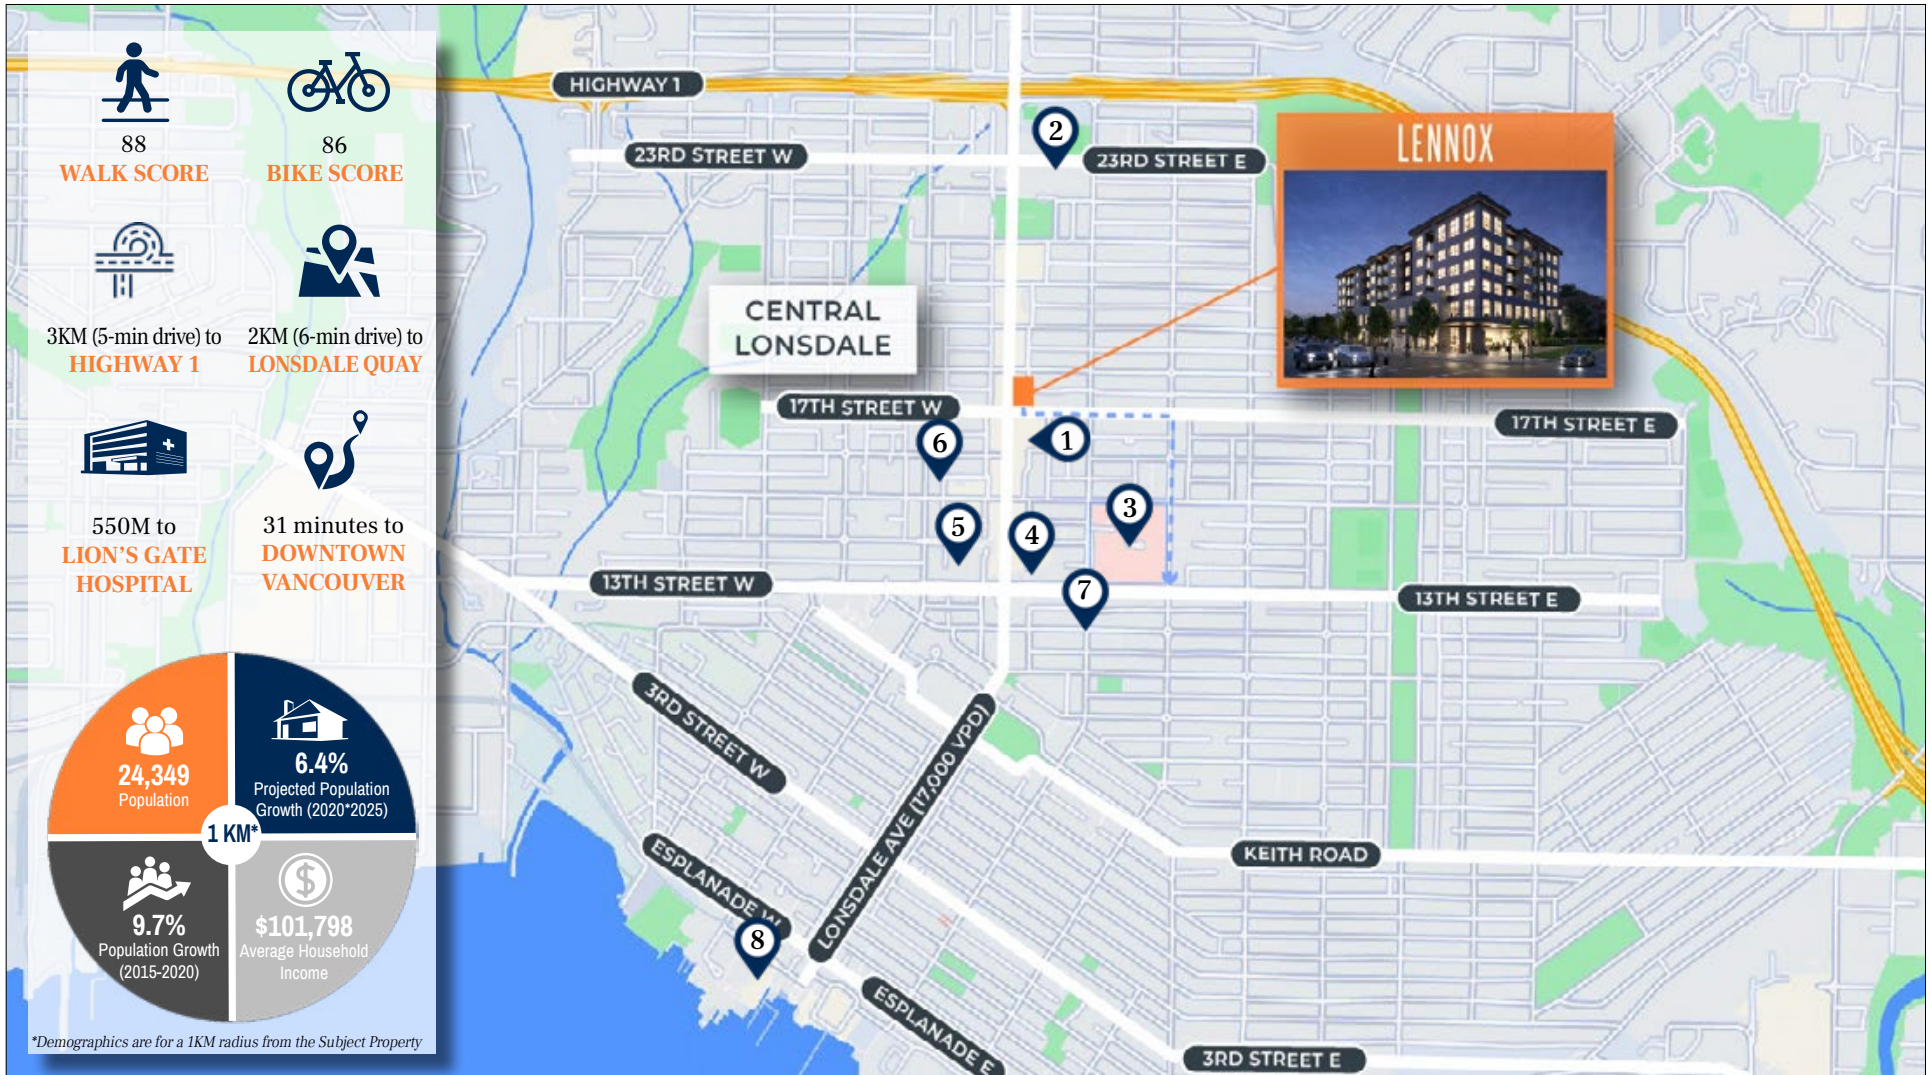 88
WALK SCORE
86
BIKE SCORE
3KM (5-min drive) to
HIGHWAY 1
2KM (6-min drive) to
LONSDALE QUAY
550M to
LION'S GATE
HOSPITAL
31 minutes to
DOWNTOWN
VANCOUVER
24,349
Population
6.4%
Projected Population
Growth (2020*2025)
1 KM*
9.7%
Population Growth
(2015-2020)
$101,798
Average Household
Income
*Demographics are for a 1KM radius from the Subject Property
HIGHWAY 1
2
23RD STREET W
23RD STREET E
LENNOX
CENTRAL
LONSDALE
17TH STREET W
17TH STREET E
6
1
3
5
4
13TH STREET W
7
13TH STREET E
3RD STREET W
LONSDALE AVE (17,000 VPD)
KEITH ROAD
ESPLANADE W
8
ESPLANADE E
3RD STREET E